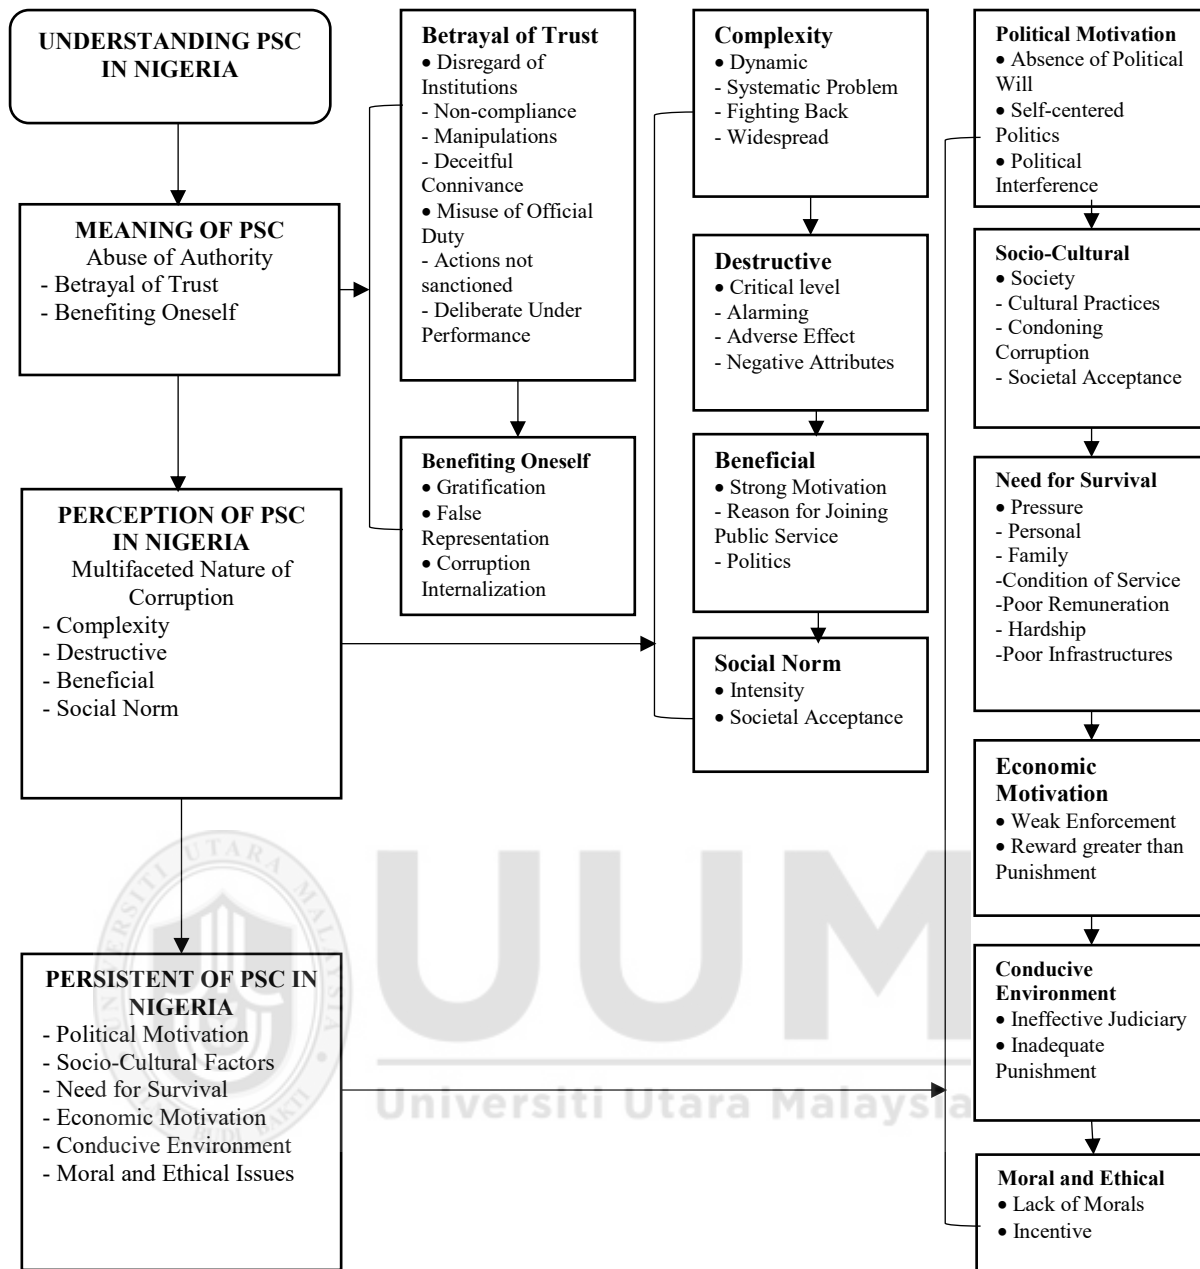 UNDERSTANDING PSC
IN NIGERIA
MEANING OF PSC
Abuse of Authority
- Betrayal of Trust
- Benefiting Oneself
PERCEPTION OF PSC
IN NIGERIA
Multifaceted Nature of
Corruption
- Complexity
- Destructive
- Beneficial
- Social Norm
PERSISTENT OF PSC IN
NIGERIA
- Political Motivation
- Socio-Cultural Factors
- Need for Survival
- Economic Motivation
- Conducive Environment
- Moral and Ethical Issues
Betrayal of Trust
• Disregard of
Institutions
- Non-compliance
- Manipulations
- Deceitful
Connivance
• Misuse of Official
Duty
- Actions not
sanctioned
- Deliberate Under
Performance
Benefiting Oneself
• Gratification
• False
Representation
• Corruption
Internalization
Complexity
• Dynamic
- Systematic Problem
- Fighting Back
- Widespread
Destructive
• Critical level
- Alarming
- Adverse Effect
- Negative Attributes
Beneficial
• Strong Motivation
- Reason for Joining
Public Service
- Politics
Social Norm
• Intensity
• Societal Acceptance
Political Motivation
• Absence of Political
Will
• Self-centered
Politics
• Political
Interference
Socio-Cultural
• Society
- Cultural Practices
- Condoning
Corruption
- Societal Acceptance
Need for Survival
• Pressure
- Personal
- Family
-Condition of Service
-Poor Remuneration
- Hardship
-Poor Infrastructures
Economic
Motivation
• Weak Enforcement
• Reward greater than
Punishment
Conducive
Environment
• Ineffective Judiciary
• Inadequate
Punishment
Moral and Ethical
• Lack of Morals
• Incentive
UNIVERSITI UTARA MALAYSIA
BUDI BAKTI
UUM
Universiti Utara Malaysia